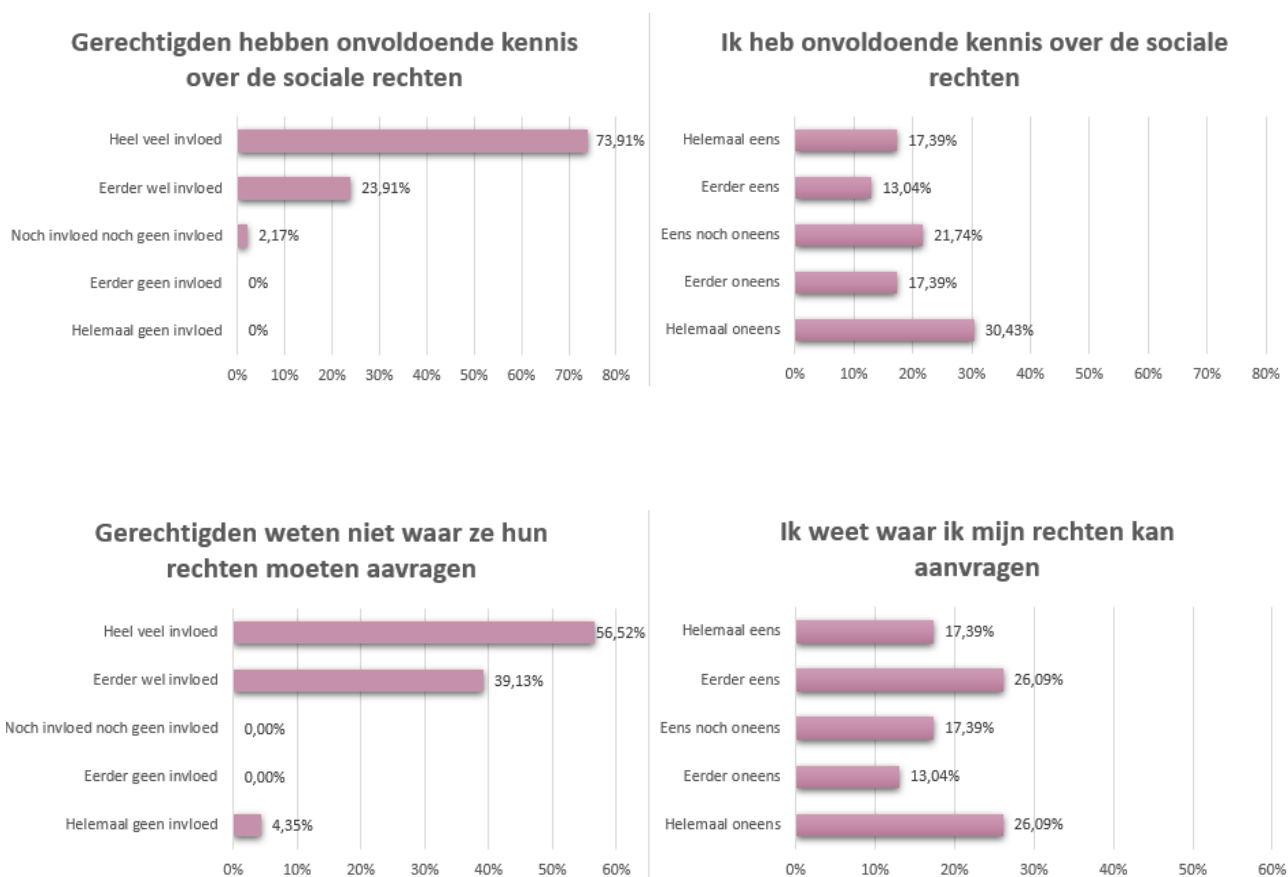 Gerechtigden hebben onvoldoende kennis
over de sociale rechten
Heel veel invloed 73,91%
Eerder wel invloed 23,91%
Noch invloed noch geen invloed 2,17%
Eerder geen invloed 0%
Helemaal geen invloed 0%
0% 10% 20% 30% 40% 50% 60% 70% 80%
Ik heb onvoldoende kennis over de sociale
rechten
Helemaal eens 17,39%
Eerder eens 13,04%
Eens noch oneens 21,74%
Eerder oneens 17,39%
Helemaal oneens 30,43%
0% 10% 20% 30% 40% 50% 60% 70% 80%
Gerechtigden weten niet waar ze hun
rechten moeten aavragen
Heel veel invloed 56,52%
Eerder wel invloed 39,13%
Noch invloed noch geen invloed 0,00%
Eerder geen invloed 0,00%
Helemaal geen invloed 4,35%
0% 10% 20% 30% 40% 50% 60%
Ik weet waar ik mijn rechten kan
aanvragen
Helemaal eens 17,39%
Eerder eens 26,09%
Eens noch oneens 17,39%
Eerder oneens 13,04%
Helemaal oneens 26,09%
0% 10% 20% 30% 40% 50% 60%